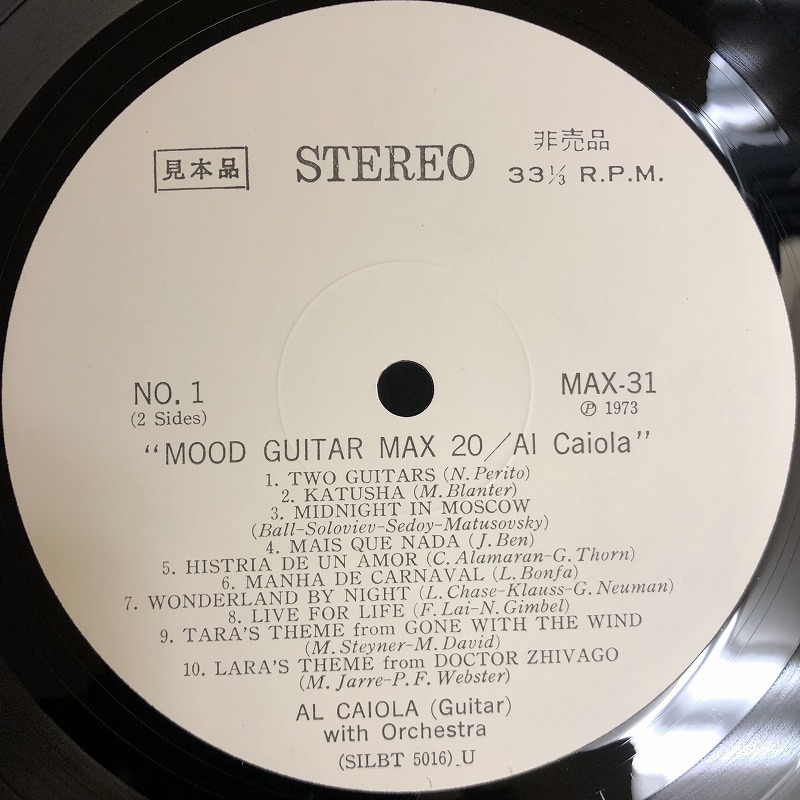 見本品
STEREO
非売品
33⅓ R.P.M.
NO. 1
(2 Sides)
MAX-31
Ⓟ 1973
"MOOD GUITAR MAX 20/Al Caiola"
1. TWO GUITARS (N. Perito)
2. KATUSHA (M. Blanter)
3. MIDNIGHT IN MOSCOW
(Ball-Soloviev-Sedoy-Matusovsky)
4. MAIS QUE NADA (J. Ben)
5. HISTRIA DE UN AMOR (C. Alamaran-G. Thorn)
6. MANHA DE CARNAVAL (L. Bonfa)
7. WONDERLAND BY NIGHT (L. Chase-Klauss-G. Neuman)
8. LIVE FOR LIFE (F. Lai-N. Gimbel)
9. TARA'S THEME from GONE WITH THE WIND
(M. Steyner-M. David)
10. LARA'S THEME from DOCTOR ZHIVAGO
(M. Jarre-P. F. Webster)
AL CAIOLA (Guitar)
with Orchestra
(SILBT 5016).U